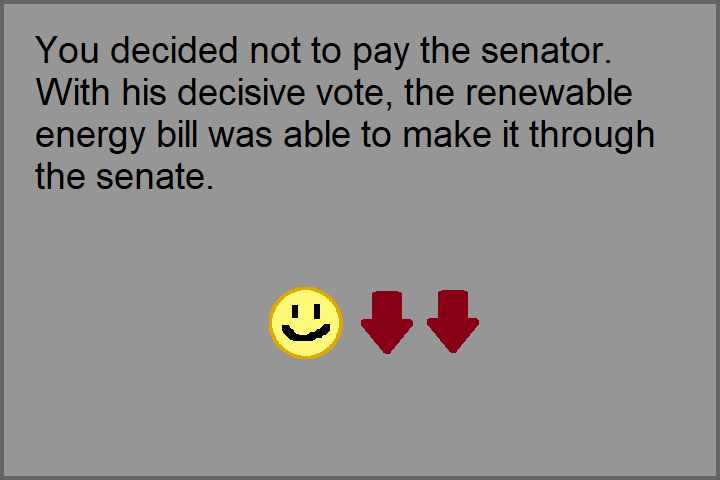 You decided not to pay the senator.
With his decisive vote, the renewable
energy bill was able to make it through
the senate.